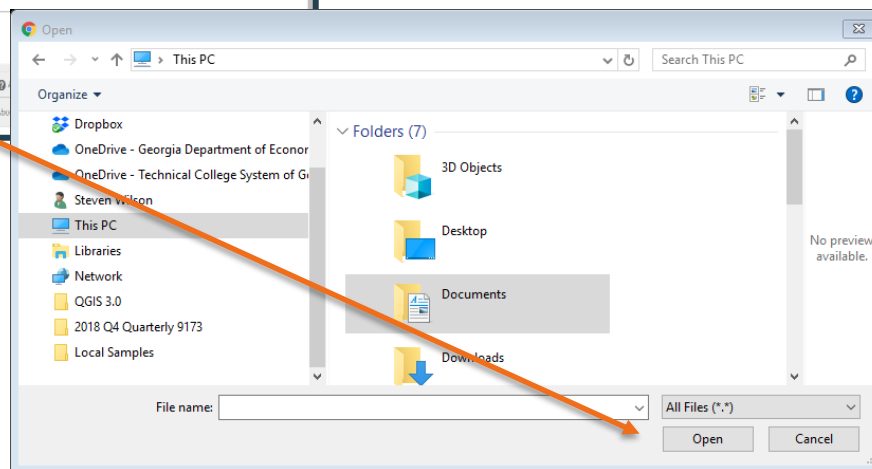 Open
This PC
Search This PC
Organize
Dropbox
OneDrive - Georgia Department of Econor
OneDrive - Technical College System of G
Steven Wilson
This PC
Libraries
Network
QGIS 3.0
2018 Q4 Quarterly 9173
Local Samples
Folders (7)
3D Objects
Desktop
Documents
Downloads
No preview
available.
File name:
All Files (*.*)
Open
Cancel